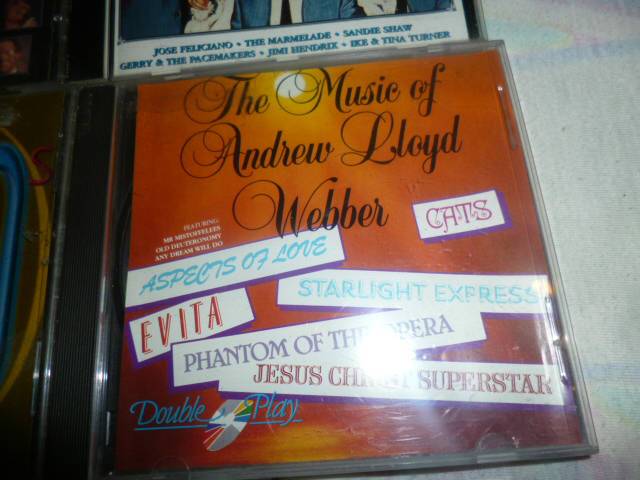 JOSE FELICIANO • THE MARMELADE • SANDIE SHAW
GERRY & THE PACEMAKERS • JIMI HENDRIX • IKE & TINA TURNER
The Music of
Andrew Lloyd
Webber
FEATURING:
MR MISTOFFELEES
OLD DEUTERONOMY
ANY DREAM WILL DO
CATS
ASPECTS OF LOVE
STARLIGHT EXPRESS
EVITA
PHANTOM OF THE OPERA
JESUS CHRIST SUPERSTAR
Double Play